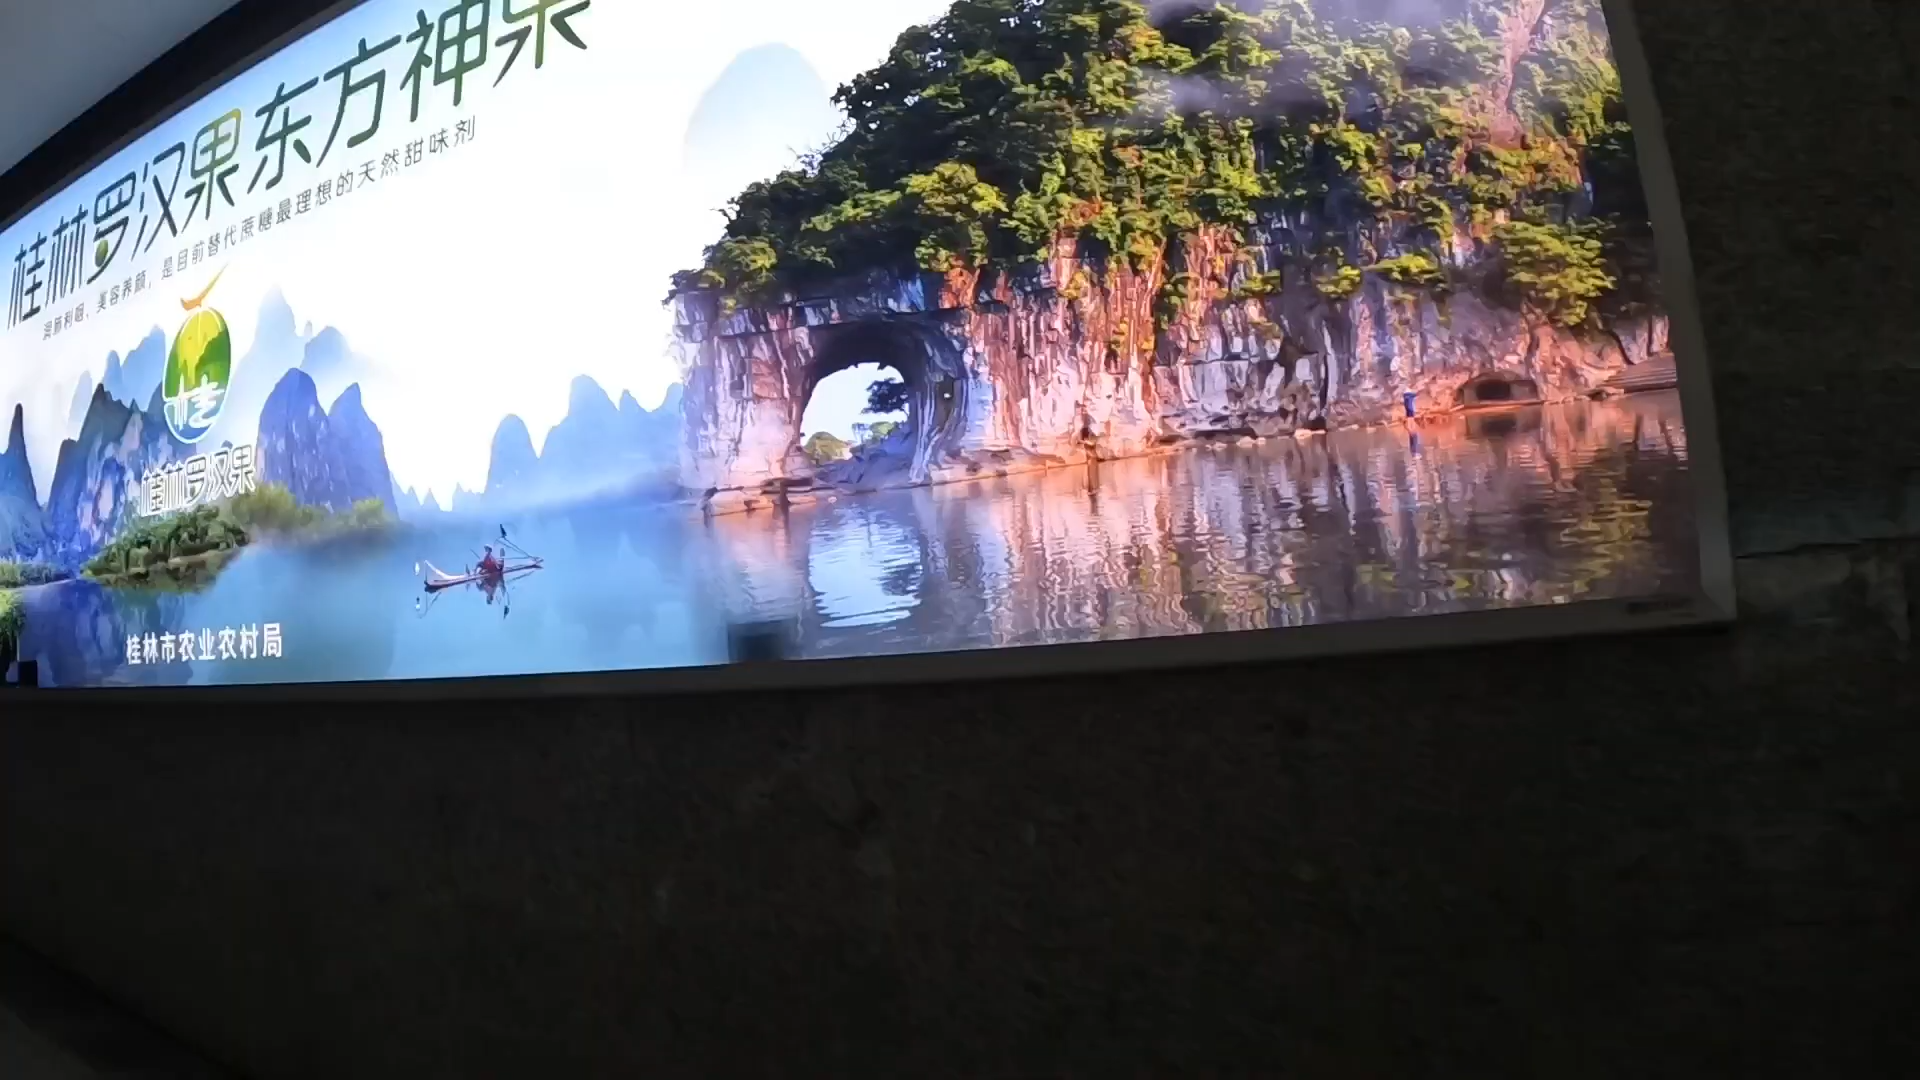 桂林罗汉果东方神果
润肺利咽、美容养颜，是目前替代蔗糖最理想的天然甜味剂
桂
桂林罗汉果
桂林市农业农村局